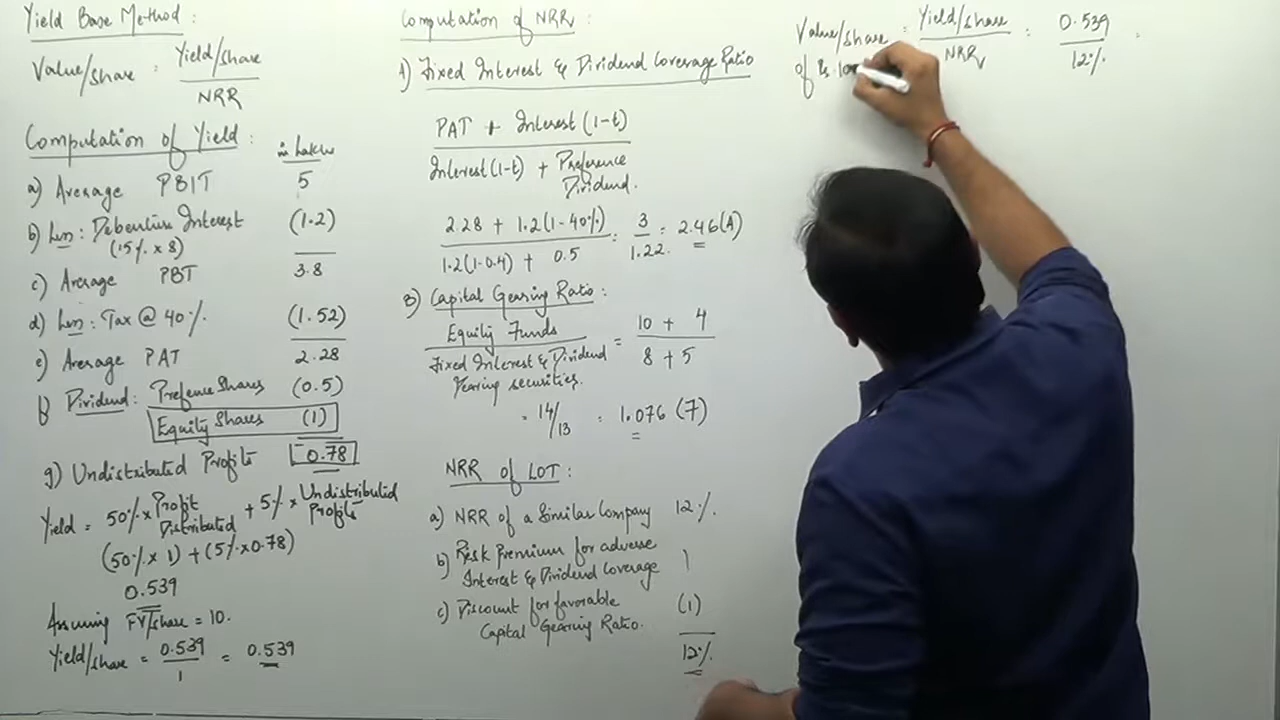 Yield Base Method :
Value/share = Yield/share
NRR
Computation of Yield :
in Lakhs
a) Average PBIT 5
b) Less: Debenture Interest (1.2)
(15% x 8)
c) Average PBT 3.8
d) Less: Tax @ 40% (1.52)
e) Average PAT 2.28
f) Dividend: Prefence Shares (0.5)
Equity Shares (1)
g) Undistributed Profits 0.78
Yield = 50% x Profit Distributed + 5% x Undistributed Profits
(50% x 1) + (5% x 0.78)
0.539
Assuming FV/share = 10.
Yield/share = 0.539 = 0.539
1
Computation of NRR :
A) Fixed Interest & Dividend Coverage Ratio
PAT + Interest (1-t)
Interest (1-t) + Preference Dividend.
2.28 + 1.2(1-40%) = 3 = 2.46 (A)
1.2(1-0.4) + 0.5 1.22.
B) Capital Gearing Ratio :
Equity Funds = 10 + 4
Fixed Interest & Dividend 8 + 5
Bearing securities.
= 14/13 = 1.076 (7)
NRR of LOT :
a) NRR of a Similar Company 12%.
b) Risk Premium for adverse
Interest & Dividend Coverage 1
c) Discount for favorable (1)
Capital Gearing Ratio.
12%
Value/share = Yield/share = 0.539 =
of Rs 10 NRR 12%